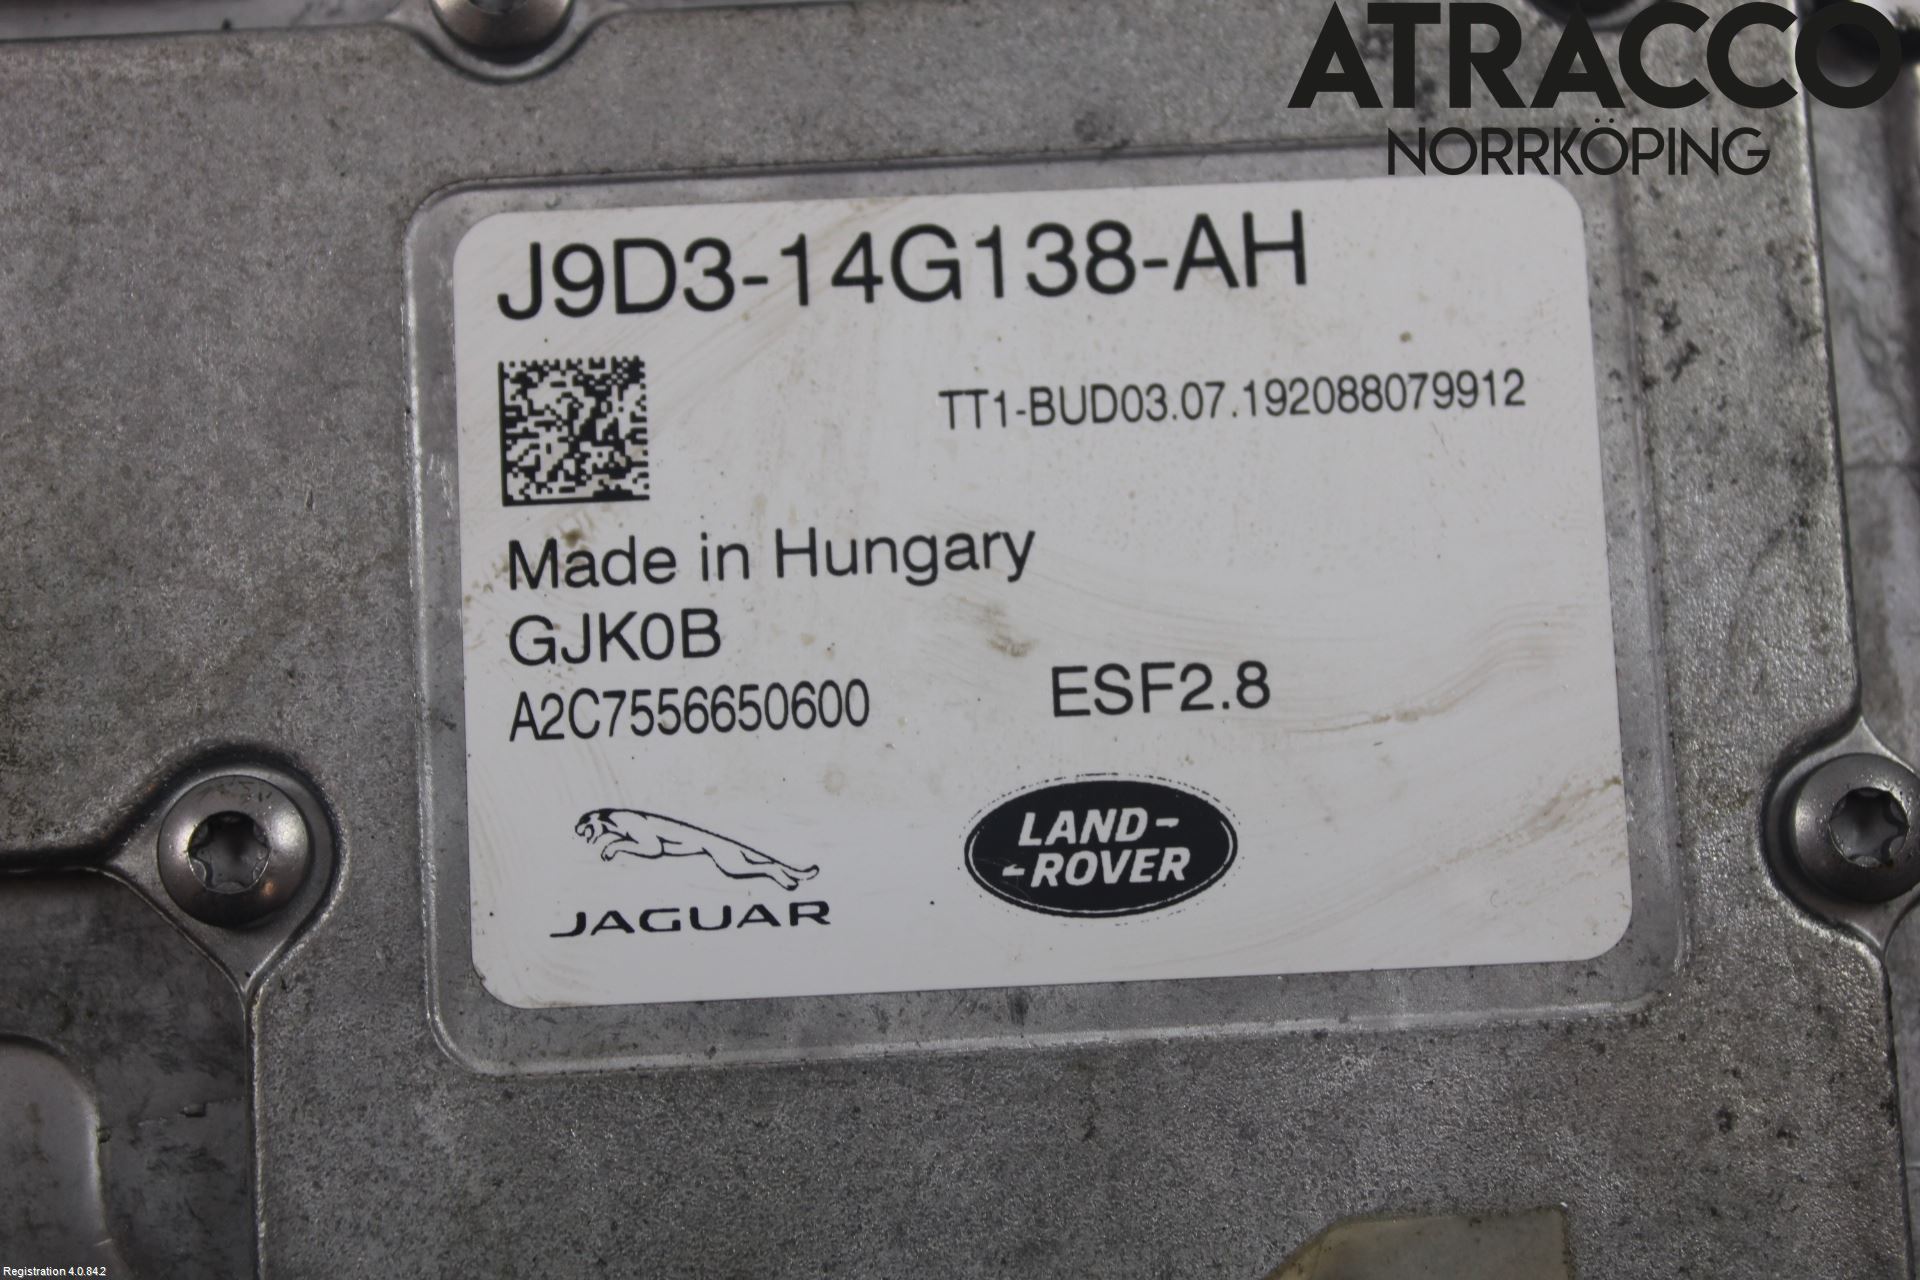 ATRACCO
NORRKÖPING
J9D3-14G138-AH
TT1-BUD03.07.192088079912
Made in Hungary
GJK0B
A2C7556650600
ESF2.8
JAGUAR
LAND-
-ROVER
Registration 4.0.84.2